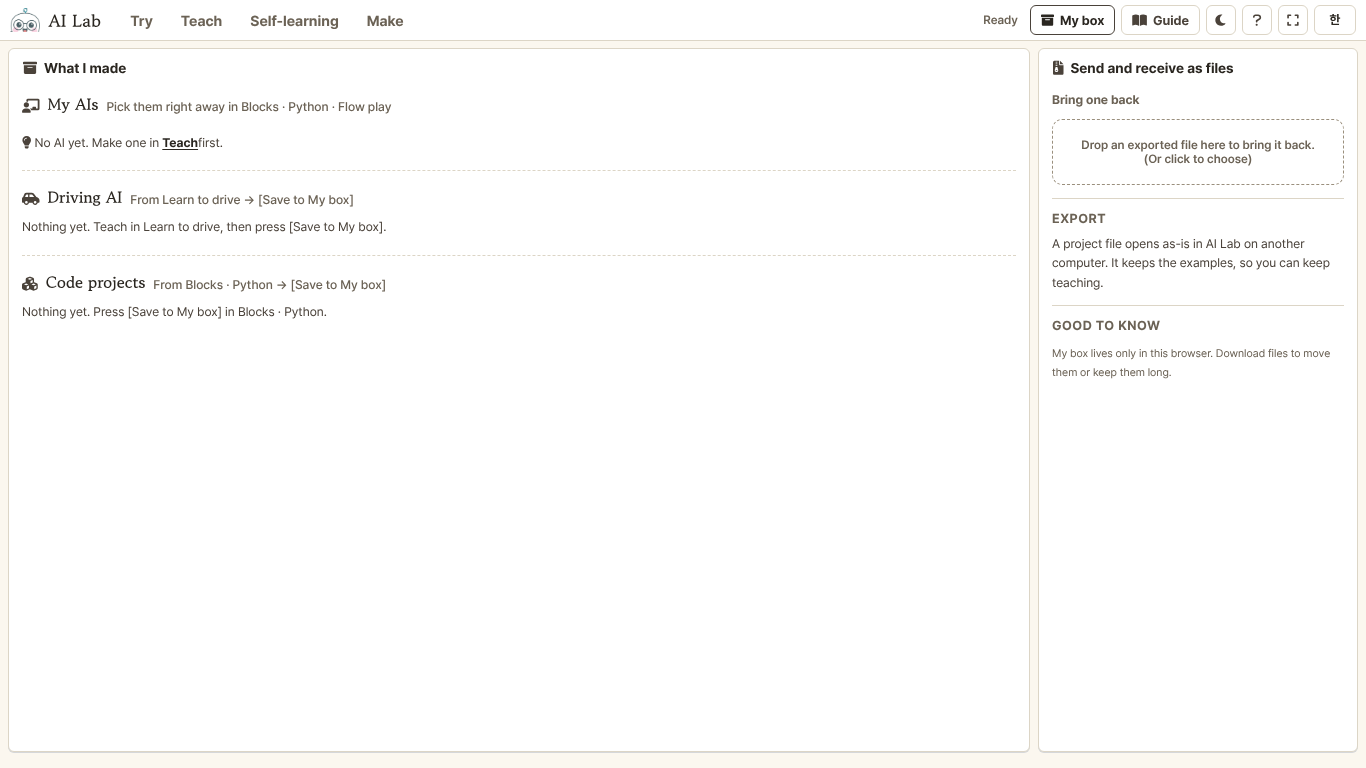 AI Lab Try Teach Self-learning Make Ready My box Guide ? 한
What I made
My AIs Pick them right away in Blocks · Python · Flow play
No AI yet. Make one in Teachfirst.
Driving AI From Learn to drive → [Save to My box]
Nothing yet. Teach in Learn to drive, then press [Save to My box].
Code projects From Blocks · Python → [Save to My box]
Nothing yet. Press [Save to My box] in Blocks · Python.
Send and receive as files
Bring one back
Drop an exported file here to bring it back.
(Or click to choose)
EXPORT
A project file opens as-is in AI Lab on another
computer. It keeps the examples, so you can keep
teaching.
GOOD TO KNOW
My box lives only in this browser. Download files to move
them or keep them long.